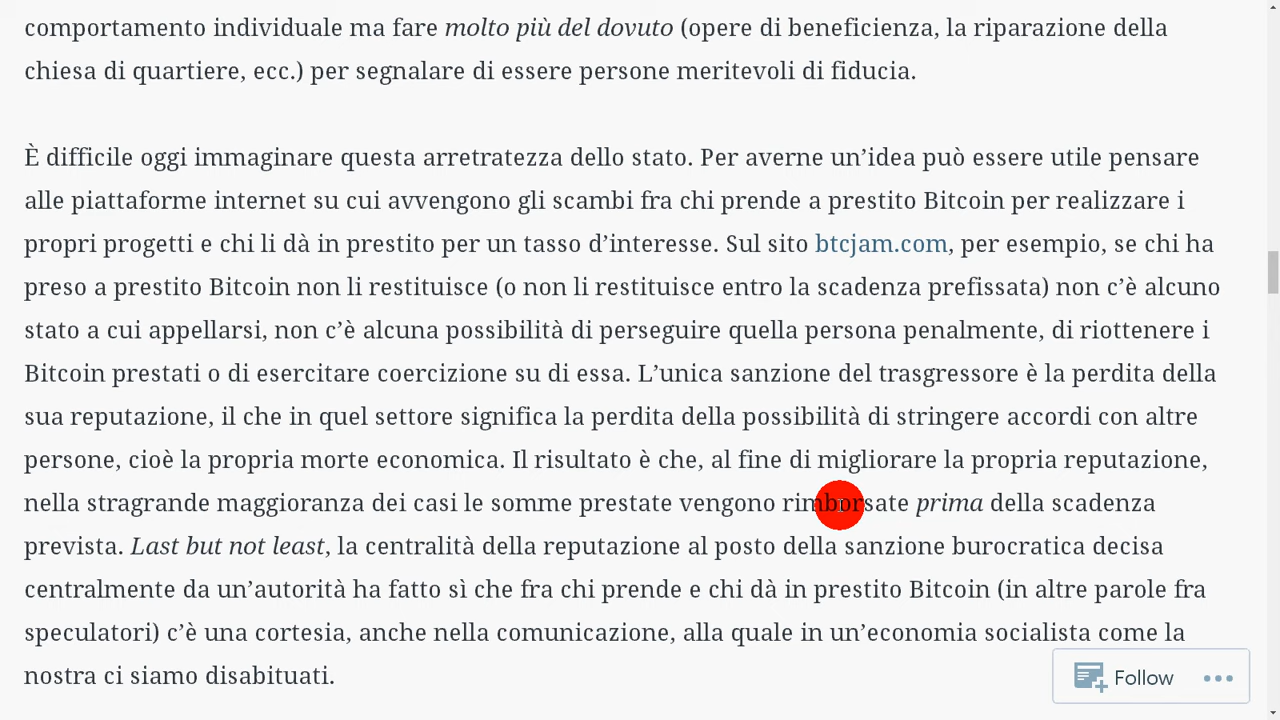 comportamento individuale ma fare molto più del dovuto (opere di beneficienza, la riparazione della
chiesa di quartiere, ecc.) per segnalare di essere persone meritevoli di fiducia.
È difficile oggi immaginare questa arretratezza dello stato. Per averne un’idea può essere utile pensare
alle piattaforme internet su cui avvengono gli scambi fra chi prende a prestito Bitcoin per realizzare i
propri progetti e chi li dà in prestito per un tasso d’interesse. Sul sito btcjam.com, per esempio, se chi ha
preso a prestito Bitcoin non li restituisce (o non li restituisce entro la scadenza prefissata) non c’è alcuno
stato a cui appellarsi, non c’è alcuna possibilità di perseguire quella persona penalmente, di riottenere i
Bitcoin prestati o di esercitare coercizione su di essa. L’unica sanzione del trasgressore è la perdita della
sua reputazione, il che in quel settore significa la perdita della possibilità di stringere accordi con altre
persone, cioè la propria morte economica. Il risultato è che, al fine di migliorare la propria reputazione,
nella stragrande maggioranza dei casi le somme prestate vengono rimborsate prima della scadenza
prevista. Last but not least, la centralità della reputazione al posto della sanzione burocratica decisa
centralmente da un’autorità ha fatto sì che fra chi prende e chi dà in prestito Bitcoin (in altre parole fra
speculatori) c’è una cortesia, anche nella comunicazione, alla quale in un’economia socialista come la
nostra ci siamo disabituati.
Follow